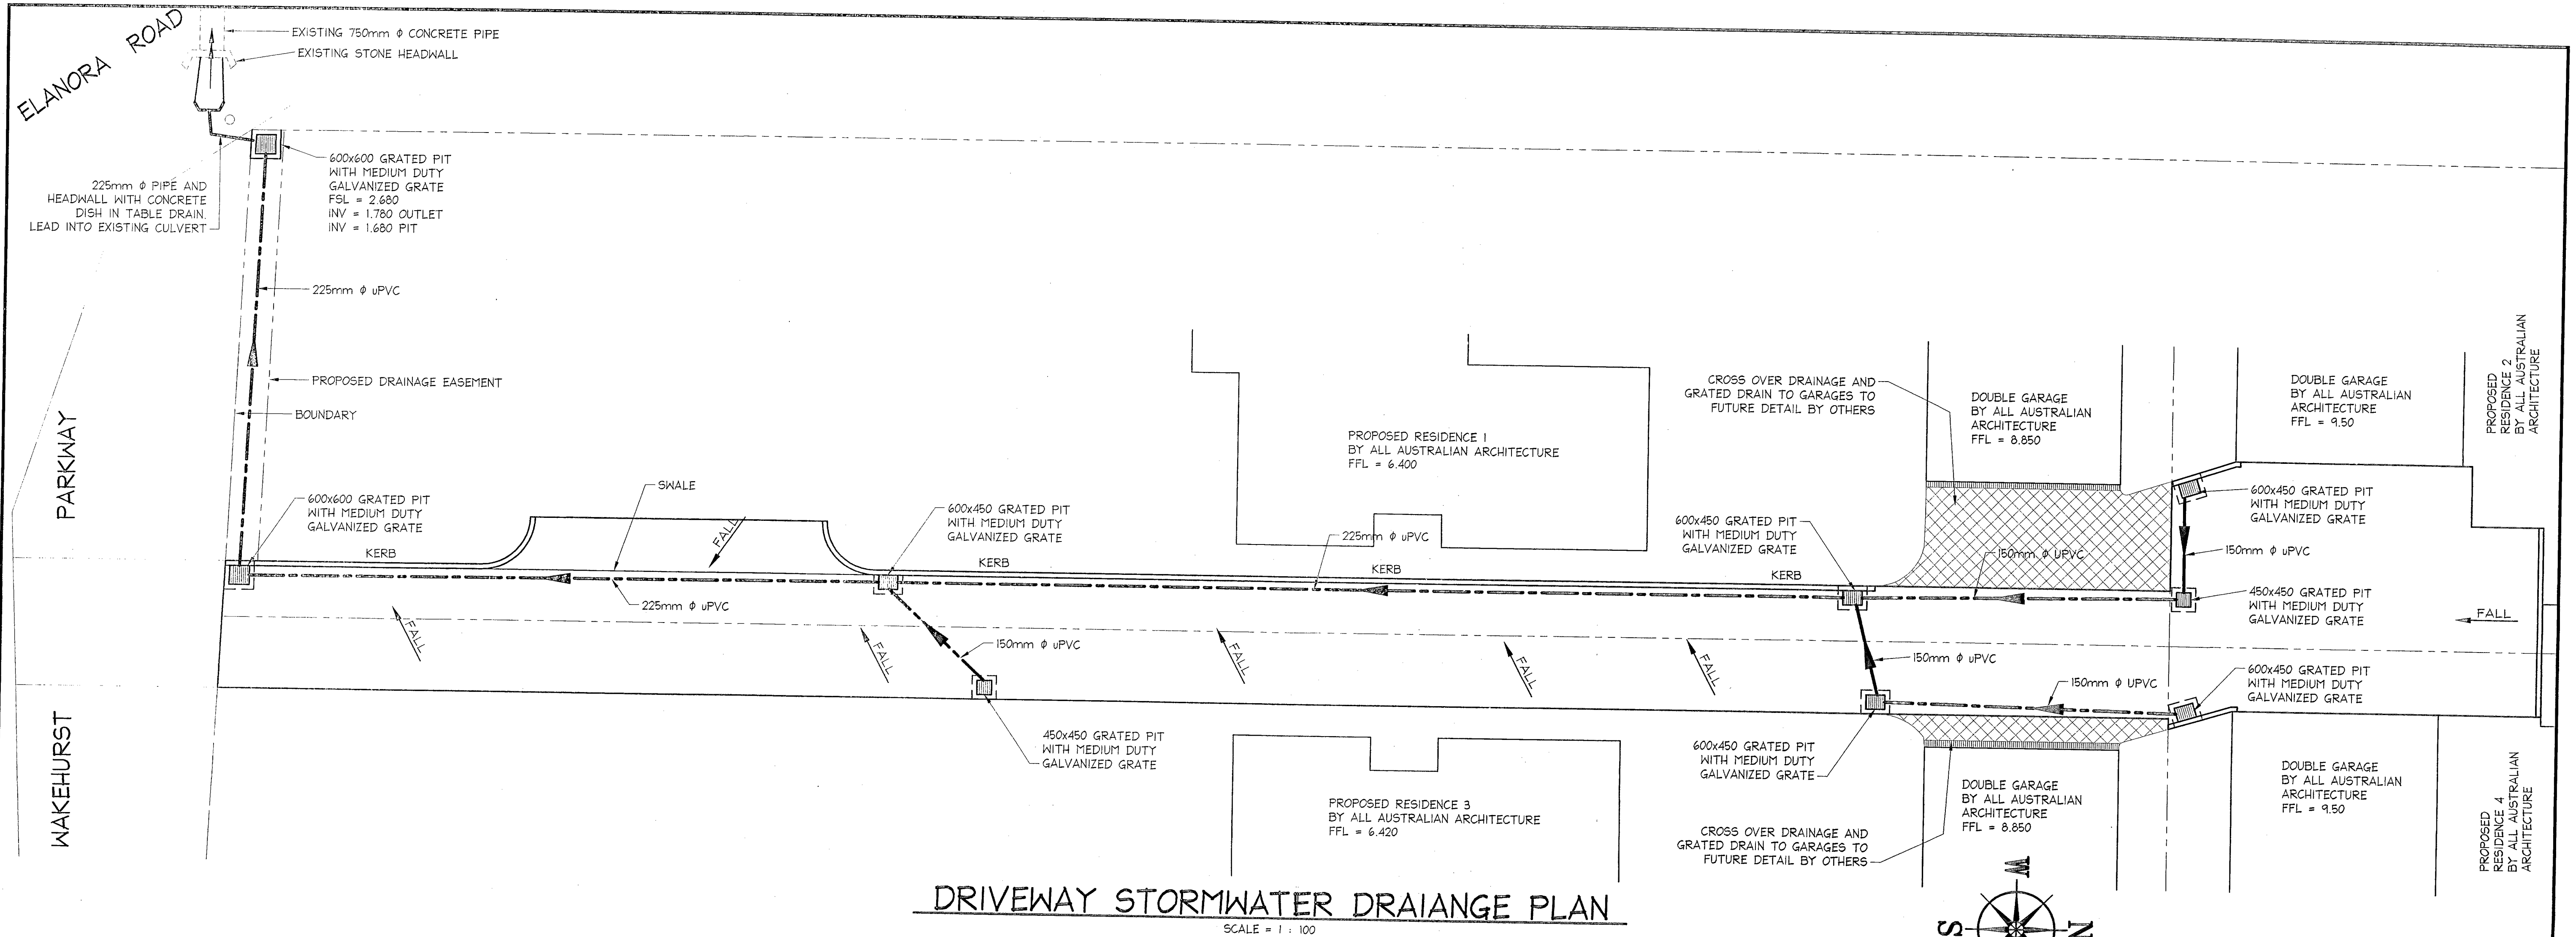 ELANORA ROAD
EXISTING 750mm ϕ CONCRETE PIPE
EXISTING STONE HEADWALL
225mm ϕ PIPE AND
HEADWALL WITH CONCRETE
DISH IN TABLE DRAIN.
LEAD INTO EXISTING CULVERT
600x600 GRATED PIT
WITH MEDIUM DUTY
GALVANIZED GRATE
FSL = 2.680
INV = 1.780 OUTLET
INV = 1.680 PIT
225mm ϕ uPVC
PROPOSED DRAINAGE EASEMENT
BOUNDARY
WAKEHURST PARKWAY
600x600 GRATED PIT
WITH MEDIUM DUTY
GALVANIZED GRATE
KERB
SWALE
FALL
225mm ϕ uPVC
FALL
600x450 GRATED PIT
WITH MEDIUM DUTY
GALVANIZED GRATE
KERB
FALL
150mm ϕ uPVC
450x450 GRATED PIT
WITH MEDIUM DUTY
GALVANIZED GRATE
PROPOSED RESIDENCE 1
BY ALL AUSTRALIAN ARCHITECTURE
FFL = 6.400
225mm ϕ uPVC
KERB
FALL
FALL
PROPOSED RESIDENCE 3
BY ALL AUSTRALIAN ARCHITECTURE
FFL = 6.420
CROSS OVER DRAINAGE AND
GRATED DRAIN TO GARAGES TO
FUTURE DETAIL BY OTHERS
600x450 GRATED PIT
WITH MEDIUM DUTY
GALVANIZED GRATE
KERB
FALL
DOUBLE GARAGE
BY ALL AUSTRALIAN
ARCHITECTURE
FFL = 8.850
150mm ϕ uPVC
150mm ϕ uPVC
150mm ϕ UPVC
600x450 GRATED PIT
WITH MEDIUM DUTY
GALVANIZED GRATE
CROSS OVER DRAINAGE AND
GRATED DRAIN TO GARAGES TO
FUTURE DETAIL BY OTHERS
DOUBLE GARAGE
BY ALL AUSTRALIAN
ARCHITECTURE
FFL = 8.850
DOUBLE GARAGE
BY ALL AUSTRALIAN
ARCHITECTURE
FFL = 9.50
PROPOSED
RESIDENCE 2
BY ALL AUSTRALIAN
ARCHITECTURE
600x450 GRATED PIT
WITH MEDIUM DUTY
GALVANIZED GRATE
150mm ϕ uPVC
450x450 GRATED PIT
WITH MEDIUM DUTY
GALVANIZED GRATE
FALL
600x450 GRATED PIT
WITH MEDIUM DUTY
GALVANIZED GRATE
DOUBLE GARAGE
BY ALL AUSTRALIAN
ARCHITECTURE
FFL = 9.50
PROPOSED
RESIDENCE 4
BY ALL AUSTRALIAN
ARCHITECTURE
DRIVEWAY STORMWATER DRAIANGE PLAN
SCALE = 1 : 100
W
S
N